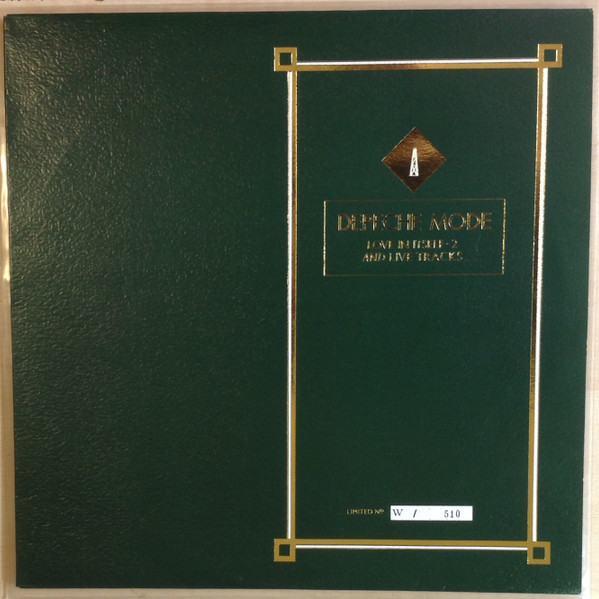 DEPECHE MODE
LOVE IN ITSELF·2
AND LIVE TRACKS
LIMITED Nº W / 510